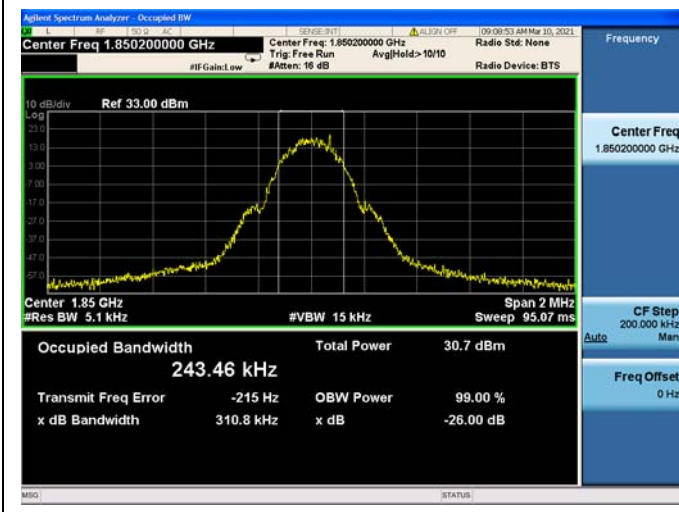 Agilent Spectrum Analyzer - Occupied BW
L RF 50 Ω AC SENSE:INT ALIGN OFF 09:08:53 AM Mar 10, 2021
Center Freq 1.850200000 GHz
Center Freq: 1.850200000 GHz
Radio Std: None
Trig: Free Run Avg|Hold:>10/10
#IFGain:Low #Atten: 16 dB Radio Device: BTS
Frequency
10 dB/div Ref 33.00 dBm
Log
23.0
13.0
3.00
7.00
17.0
27.0
37.0
47.0
57.0
Center Freq
1.850200000 GHz
Center 1.85 GHz Span 2 MHz
#Res BW 5.1 kHz #VBW 15 kHz Sweep 95.07 ms
CF Step
200.000 kHz
Auto Man
Occupied Bandwidth Total Power 30.7 dBm
243.46 kHz
Transmit Freq Error -215 Hz OBW Power 99.00 %
x dB Bandwidth 310.8 kHz x dB -26.00 dB
Freq Offset
0 Hz
MSG STATUS